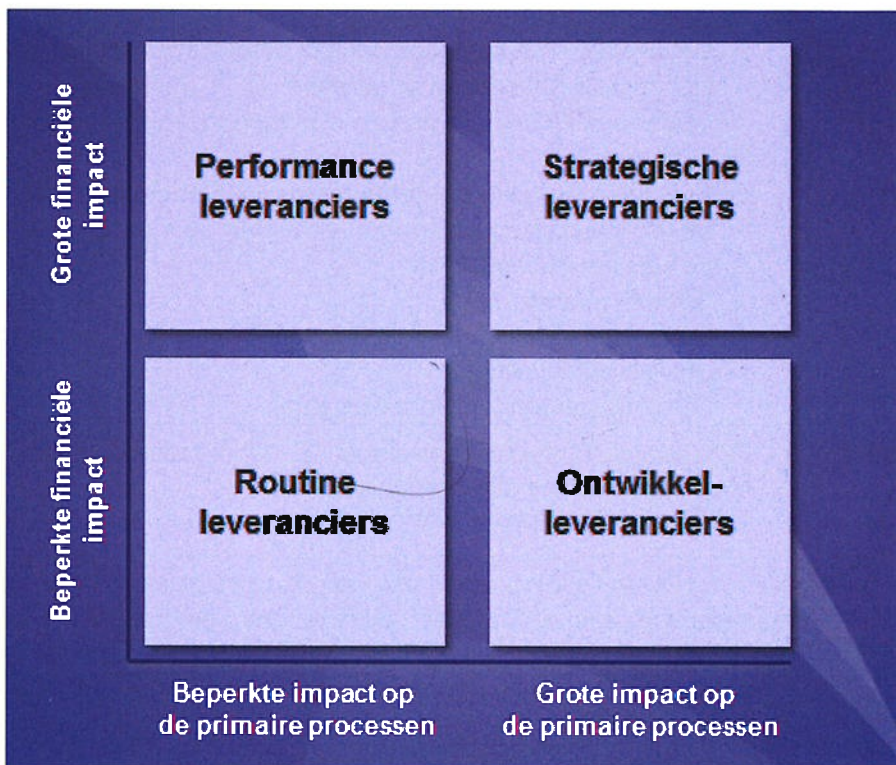 Grote financiële
impact
Performance
leveranciers
Strategische
leveranciers
Beperkte financiële
impact
Routine
leveranciers
Ontwikkel-
leveranciers
Beperkte impact op
de primaire processen
Grote impact op
de primaire processen